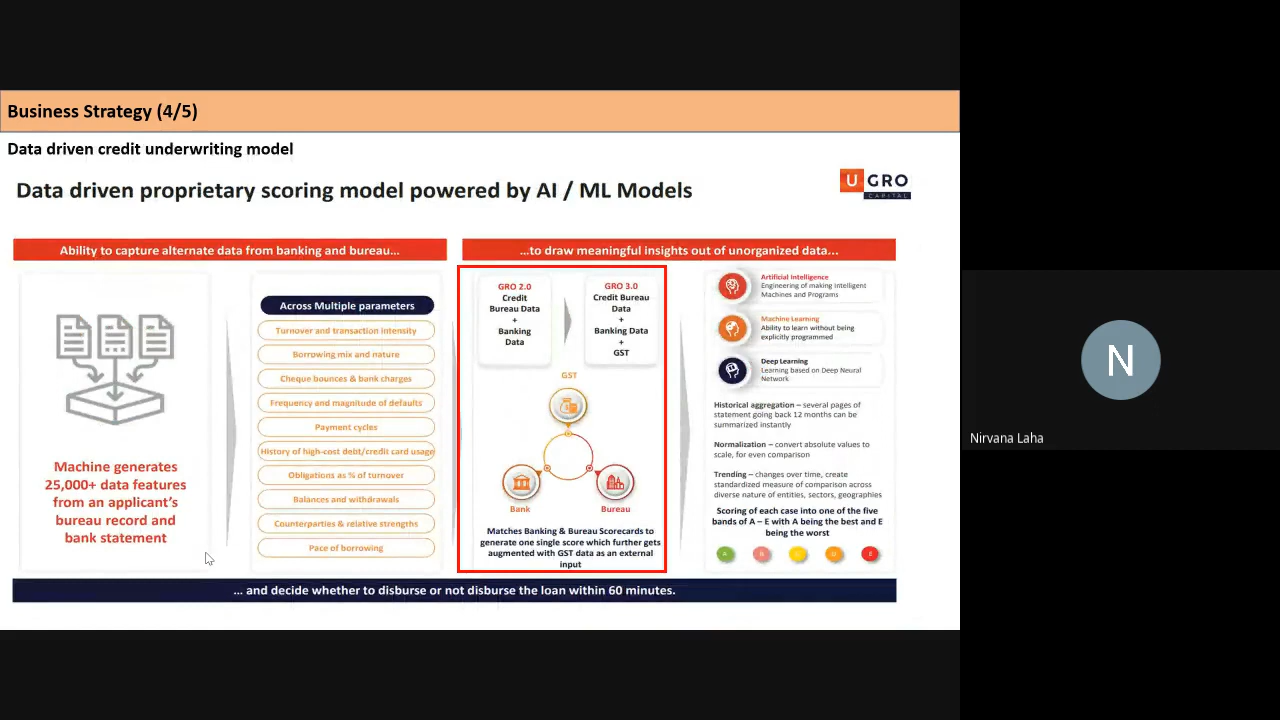 Business Strategy (4/5)
Data driven credit underwriting model
Data driven proprietary scoring model powered by AI / ML Models
U GRO
CAPITAL
Ability to capture alternate data from banking and bureau...
Machine generates
25,000+ data features
from an applicant's
bureau record and
bank statement
Across Multiple parameters
Turnover and transaction intensity
Borrowing mix and nature
Cheque bounces & bank charges
Frequency and magnitude of defaults
Payment cycles
History of high-cost debt/credit card usage
Obligations as % of turnover
Balances and withdrawals
Counterparties & relative strengths
Pace of borrowing
...to draw meaningful insights out of unorganized data...
GRO 2.0
Credit
Bureau Data
+
Banking
Data
GRO 3.0
Credit Bureau
Data
+
Banking Data
+
GST
GST
Bank
Bureau
Matches Banking & Bureau Scorecards to
generate one single score which further gets
augmented with GST data as an external
input
Artificial Intelligence
Engineering of making intelligent
Machines and Programs
Machine Learning
Ability to learn without being
explicitly programmed
Deep Learning
Learning based on Deep Neural
Network
Historical aggregation – several pages of
statement going back 12 months can be
summarized instantly
Normalization – convert absolute values to
scale, for even comparison
Trending – changes over time, create
standardized measure of comparison across
diverse nature of entities, sectors, geographies
Scoring of each case into one of the five
bands of A – E with A being the best and E
being the worst
A
E
... and decide whether to disburse or not disburse the loan within 60 minutes.
N
Nirvana Laha